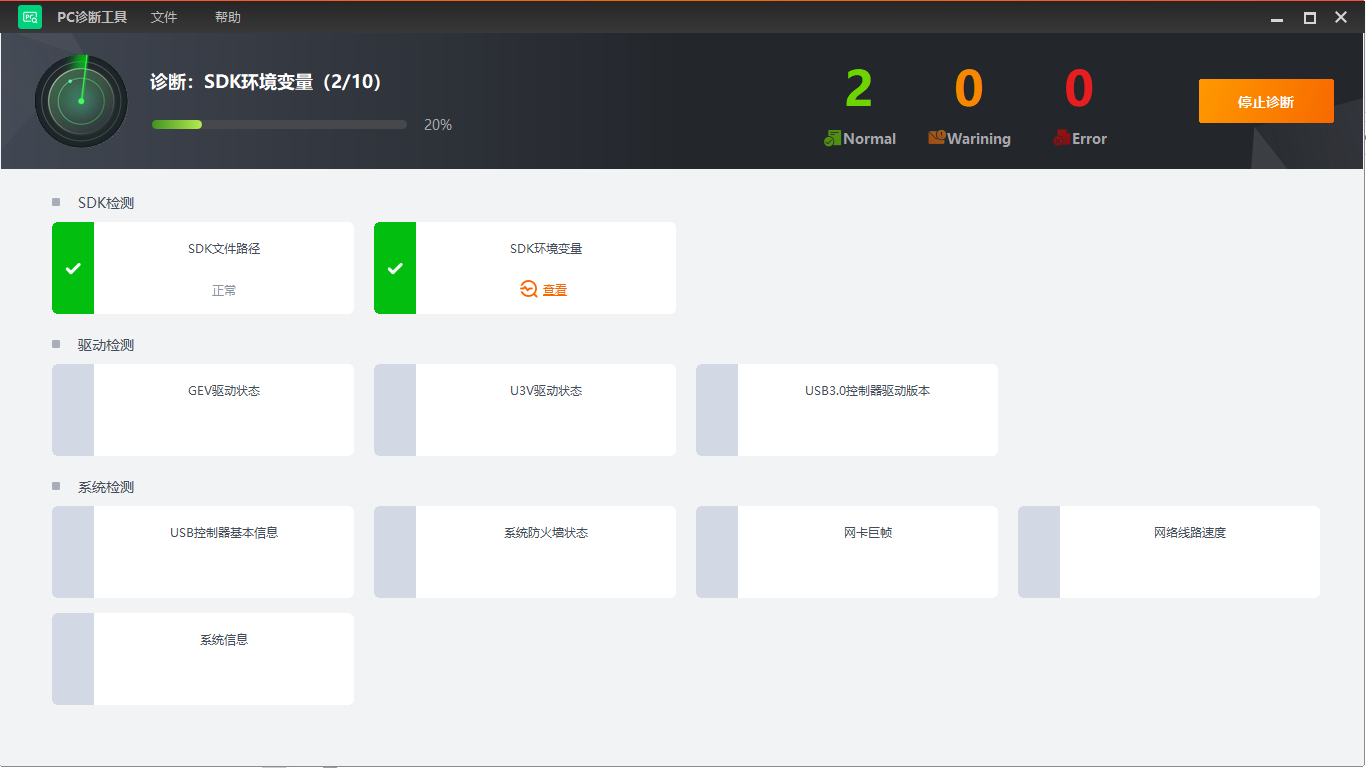 PC诊断工具 文件 帮助
诊断：SDK环境变量（2/10）
20%
2 0 0
Normal Warining Error
停止诊断
SDK检测
SDK文件路径 SDK环境变量
正常 查看
驱动检测
GEV驱动状态 U3V驱动状态 USB3.0控制器驱动版本
系统检测
USB控制器基本信息 系统防火墙状态 网卡巨帧 网络线路速度
系统信息